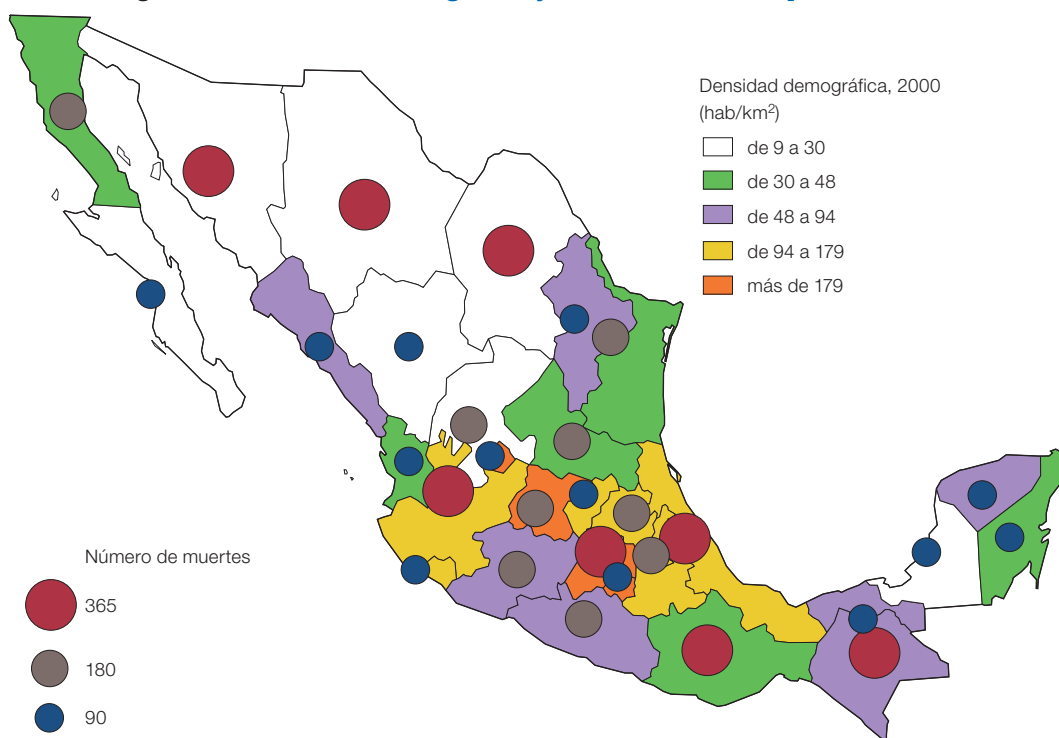 Densidad demográfica, 2000
(hab/km²)
de 9 a 30
de 30 a 48
de 48 a 94
de 94 a 179
más de 179
Número de muertes
365
180
90